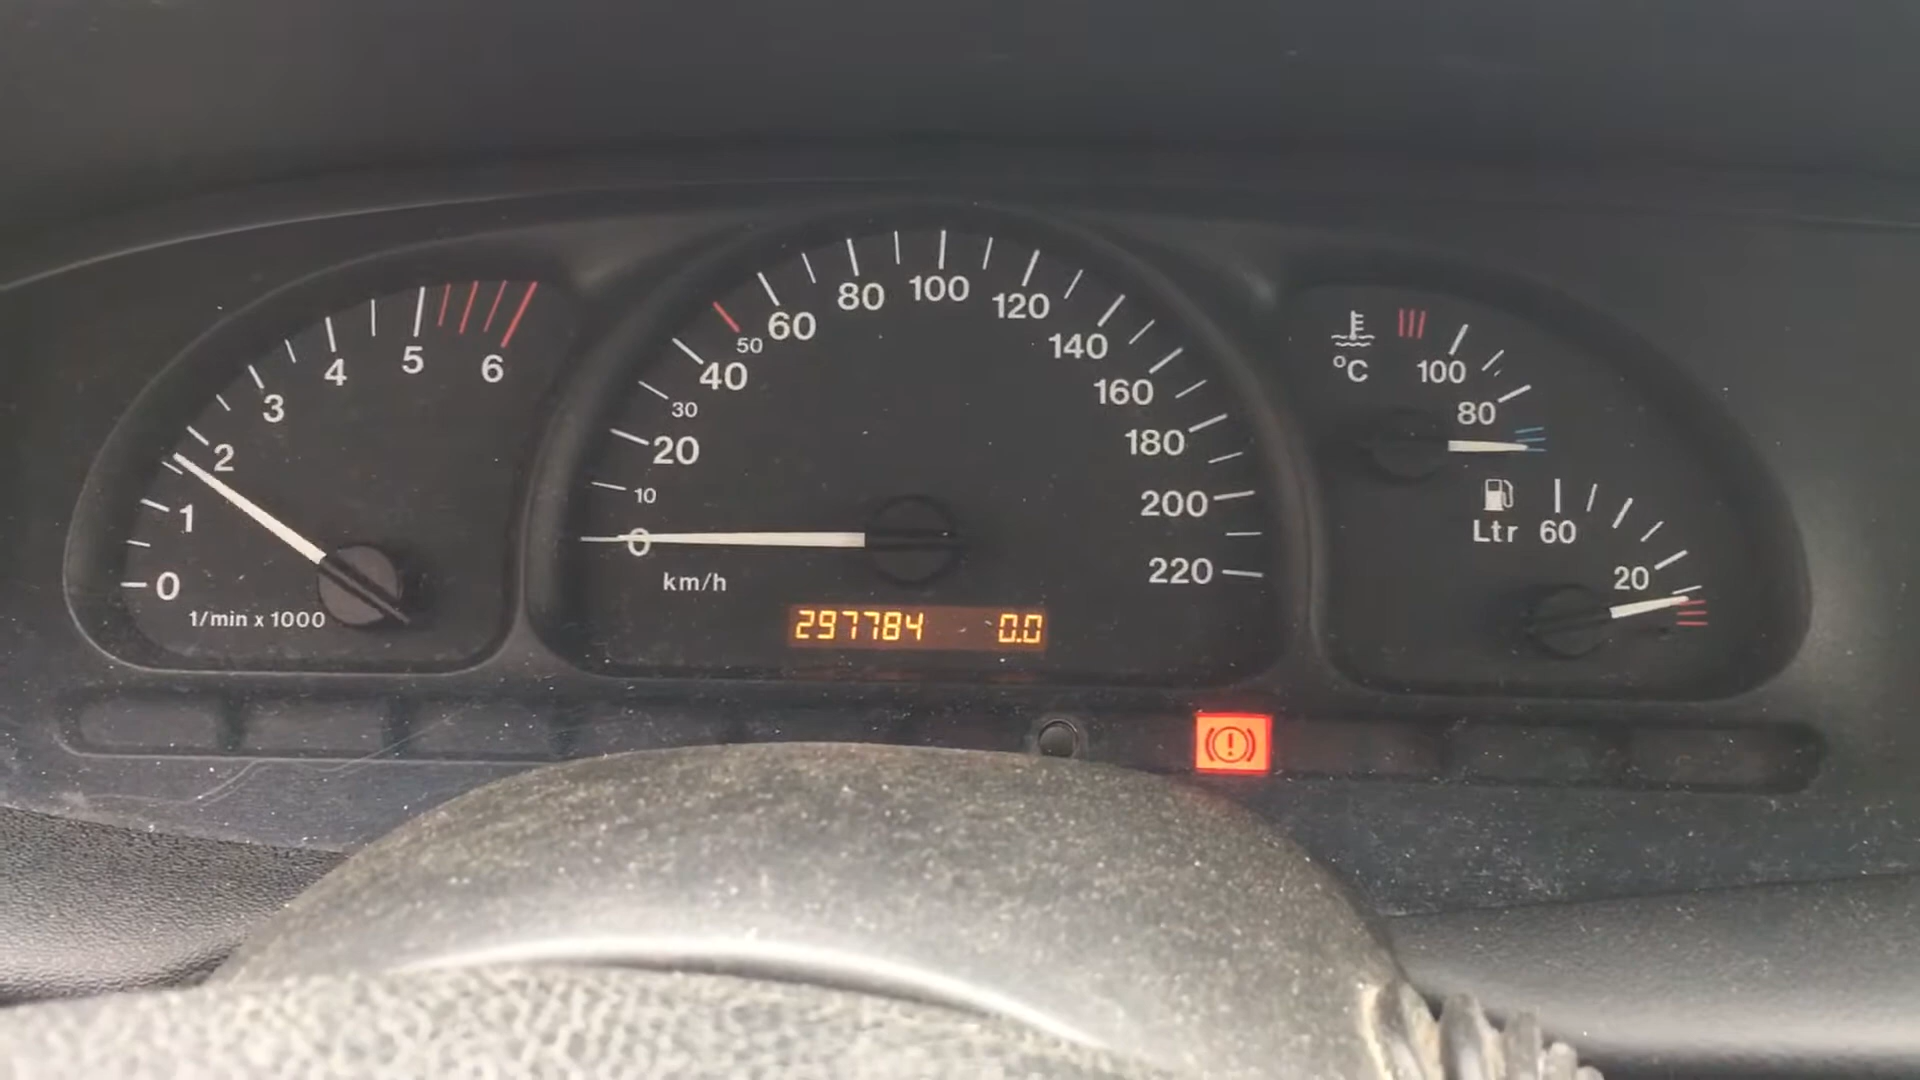 0 1 2 3 4 5 6
1/min x 1000
0 10 20 30 40 50 60 80 100 120 140 160 180 200 220
km/h
297784 0.0
°C 100
80
Ltr 60
20